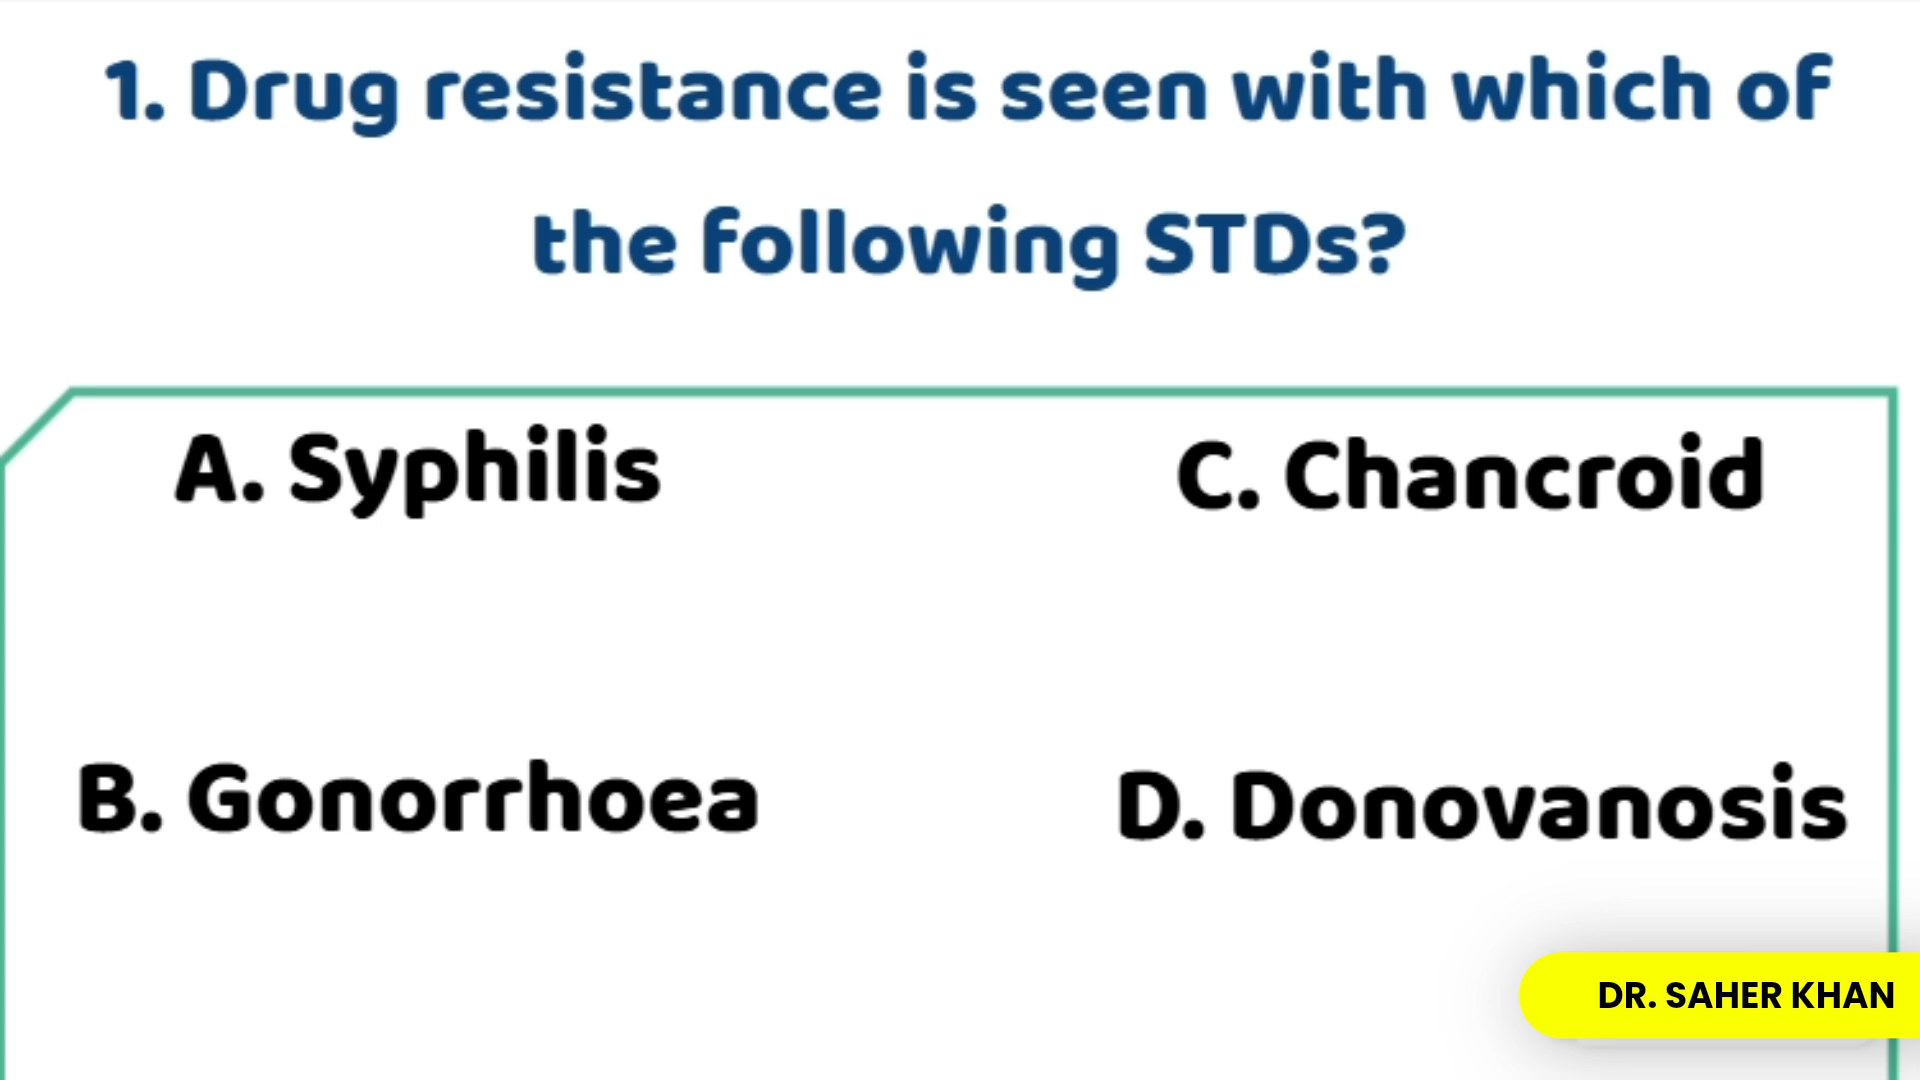 1. Drug resistance is seen with which of
the following STDs?
A. Syphilis
C. Chancroid
B. Gonorrhoea
D. Donovanosis
DR. SAHER KHAN